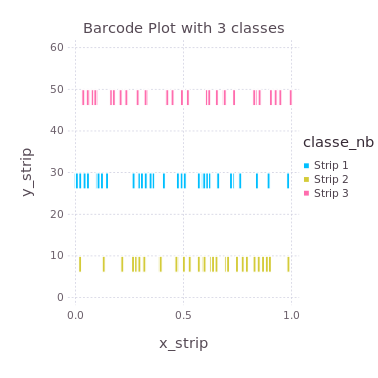 Barcode Plot with 3 classes
60
50
40
30
20
10
0
y_strip
0.0
0.5
1.0
x_strip
classe_nb
Strip 1
Strip 2
Strip 3